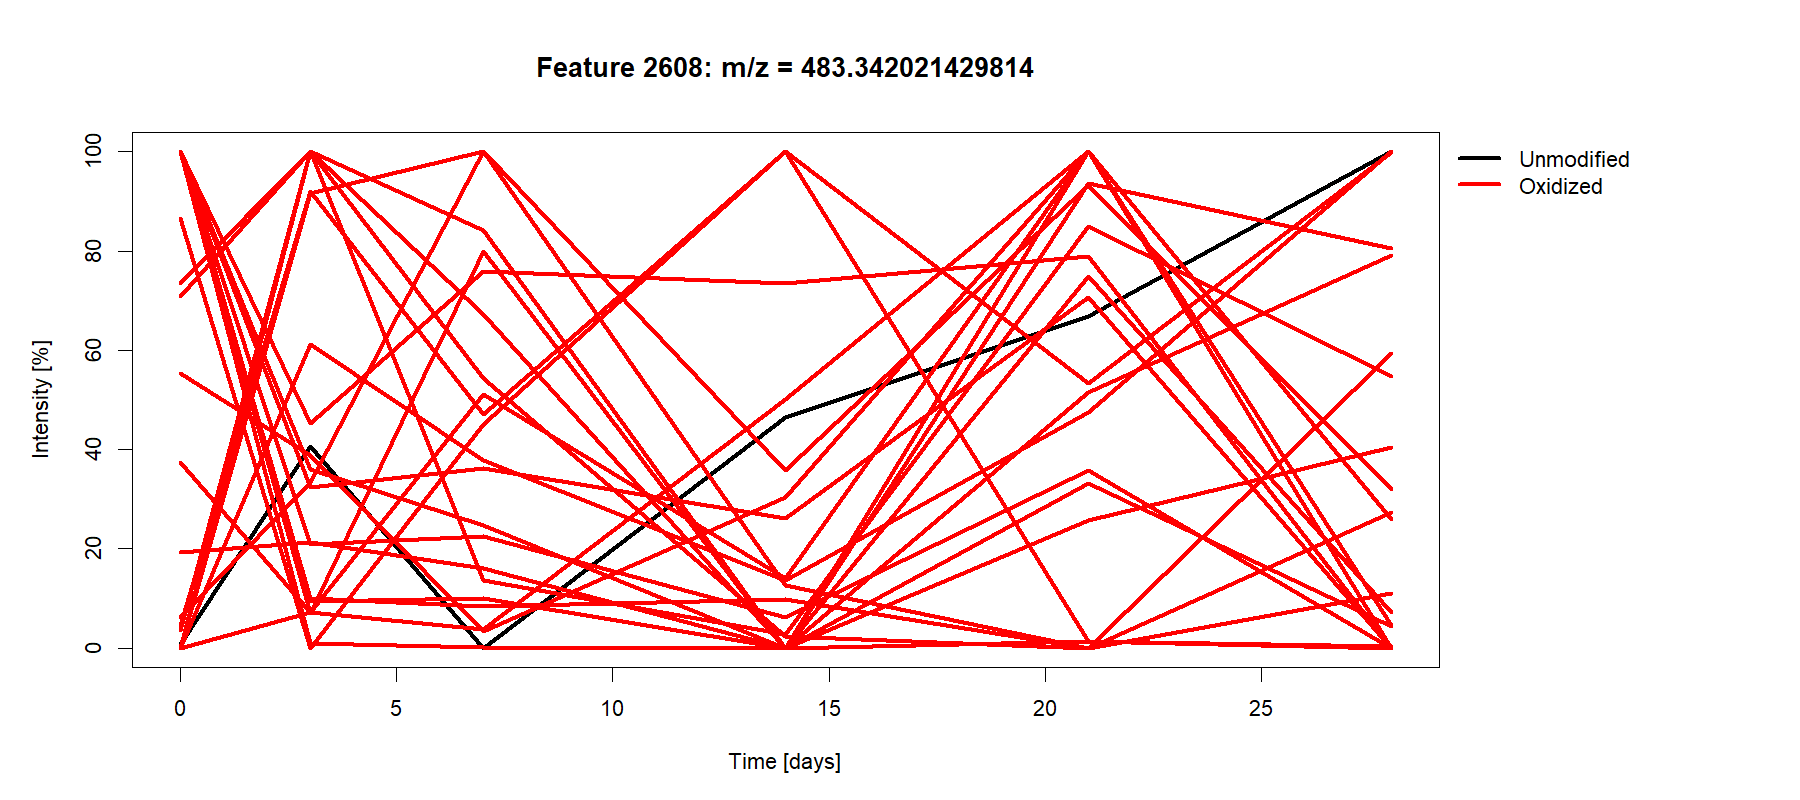 Feature 2608: m/z = 483.342021429814
Unmodified
Oxidized
Intensity [%]
100
80
60
40
20
0
0 5 10 15 20 25
Time [days]